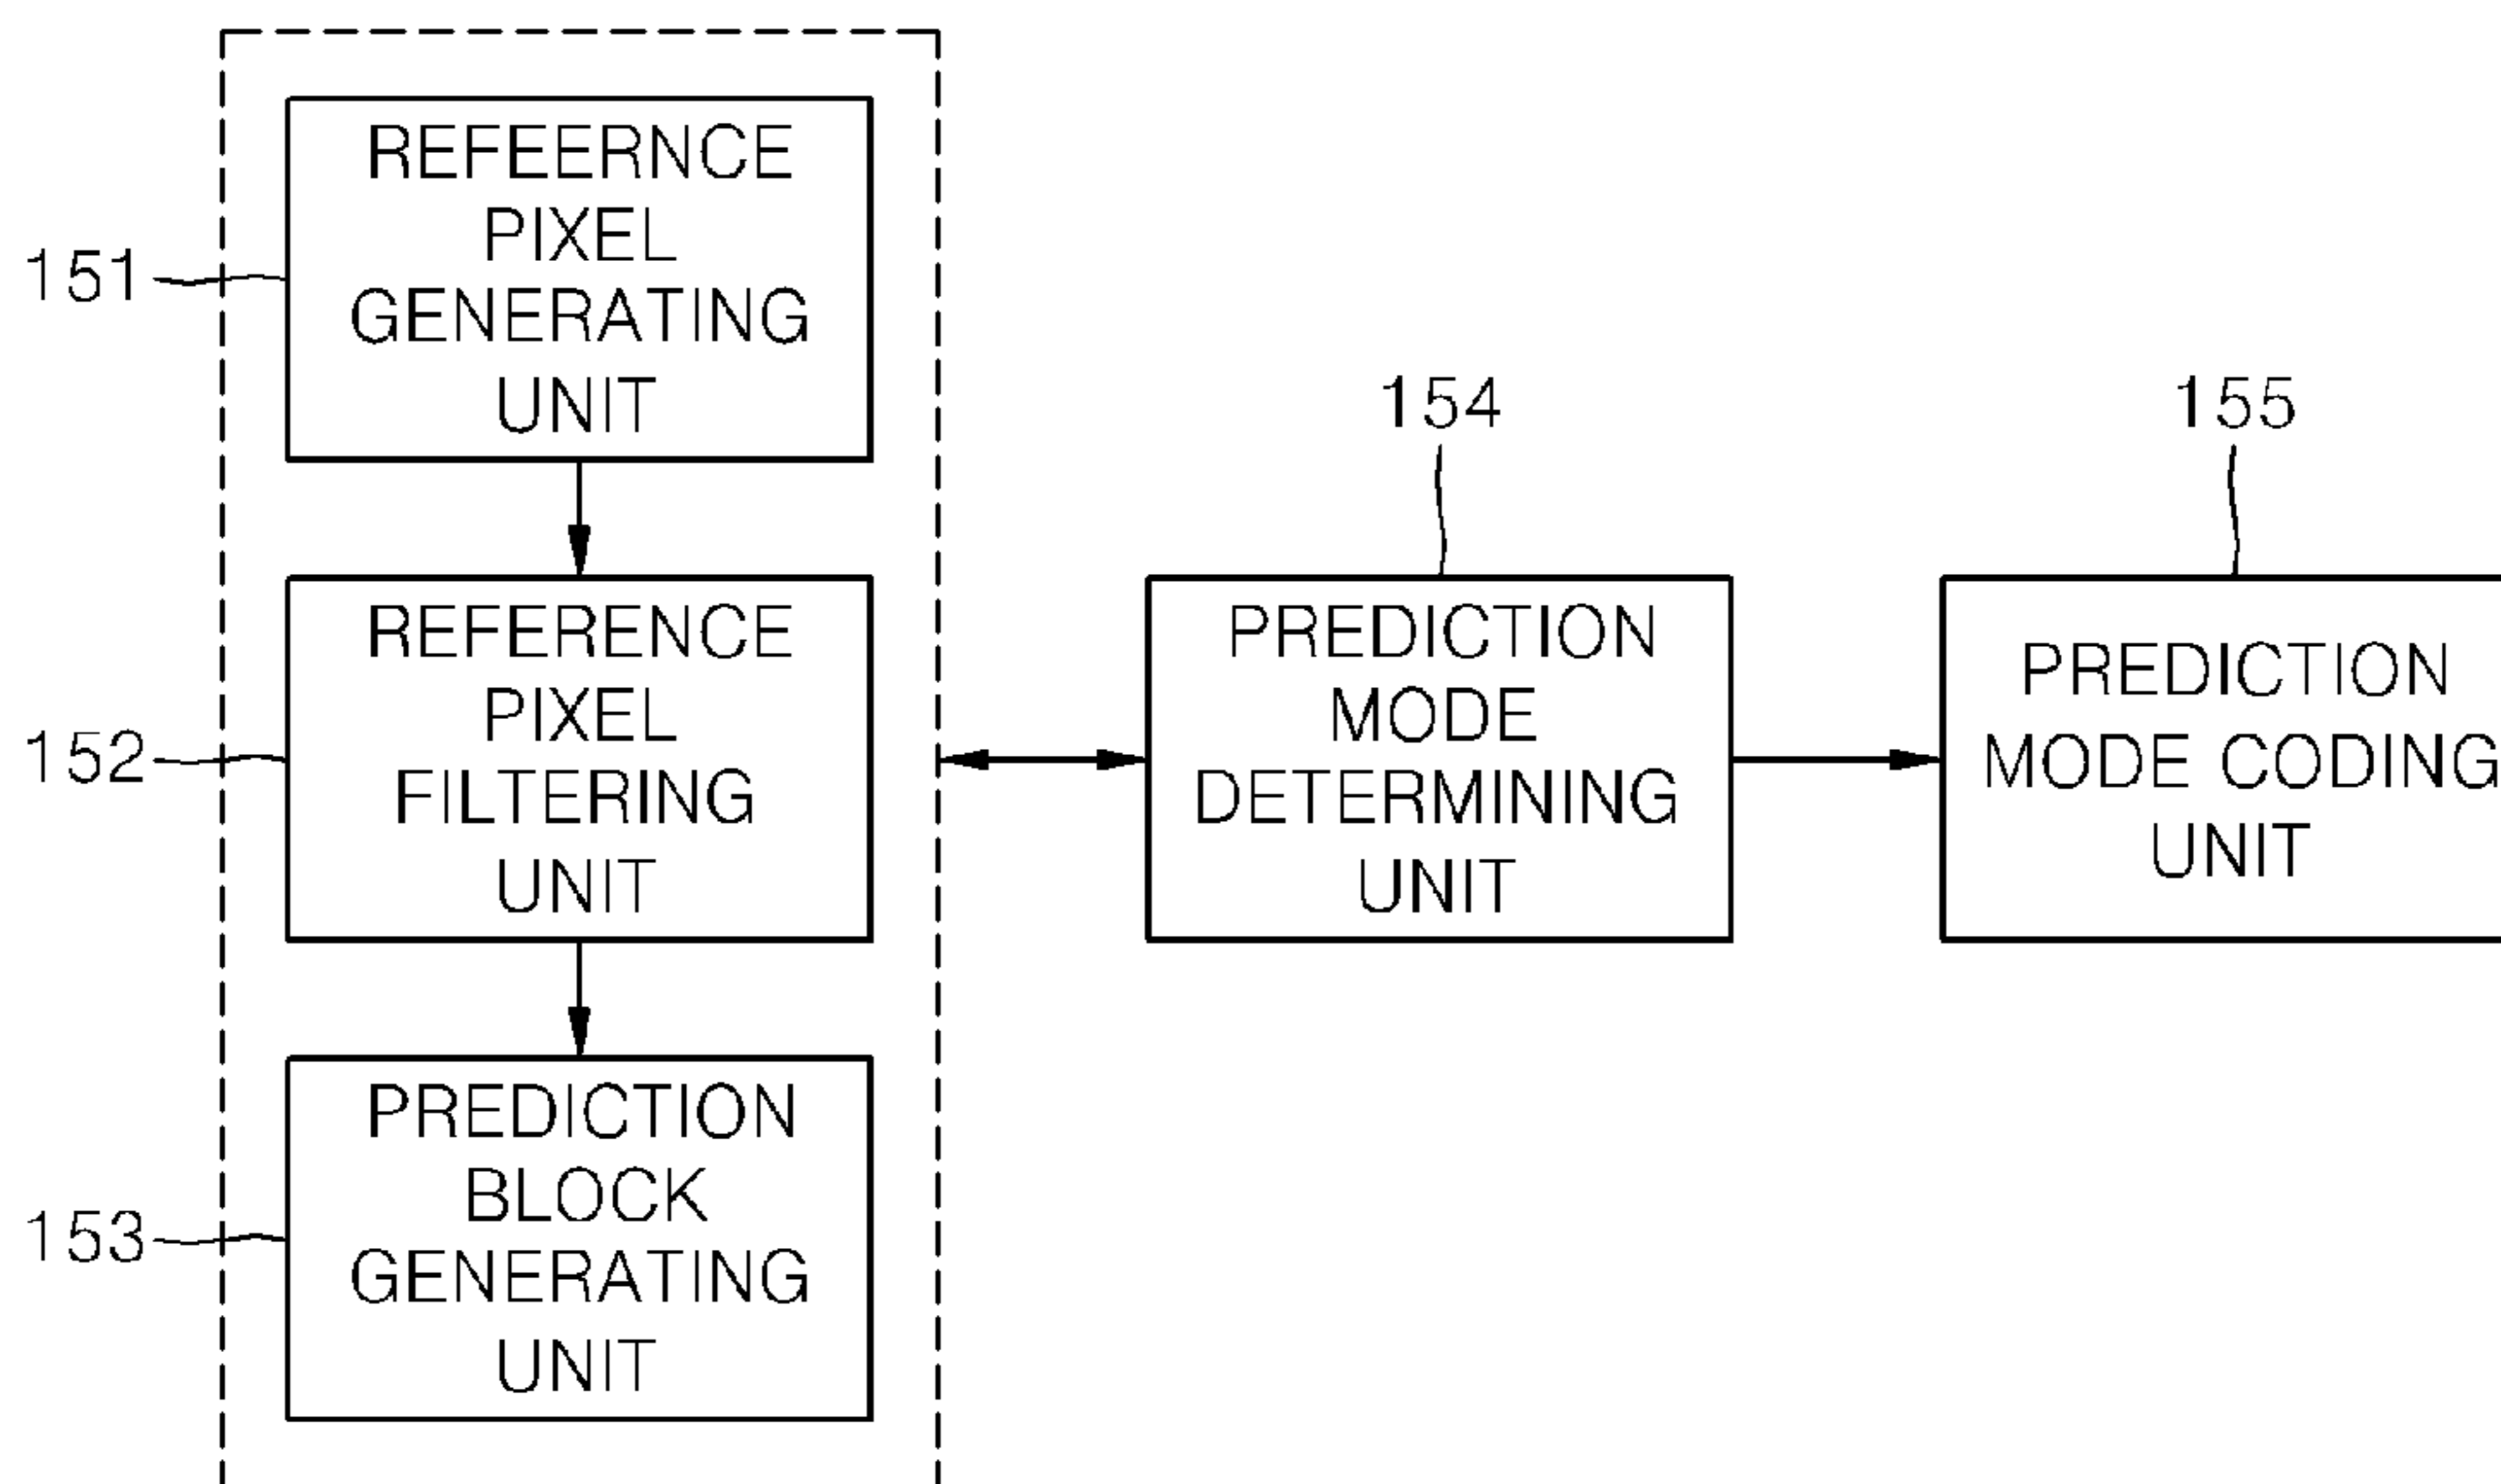 REFEERNCE
PIXEL
GENERATING
UNIT
151
REFERENCE
PIXEL
FILTERING
UNIT
152
PREDICTION
BLOCK
GENERATING
UNIT
153
154
PREDICTION
MODE
DETERMINING
UNIT
155
PREDICTION
MODE CODING
UNIT